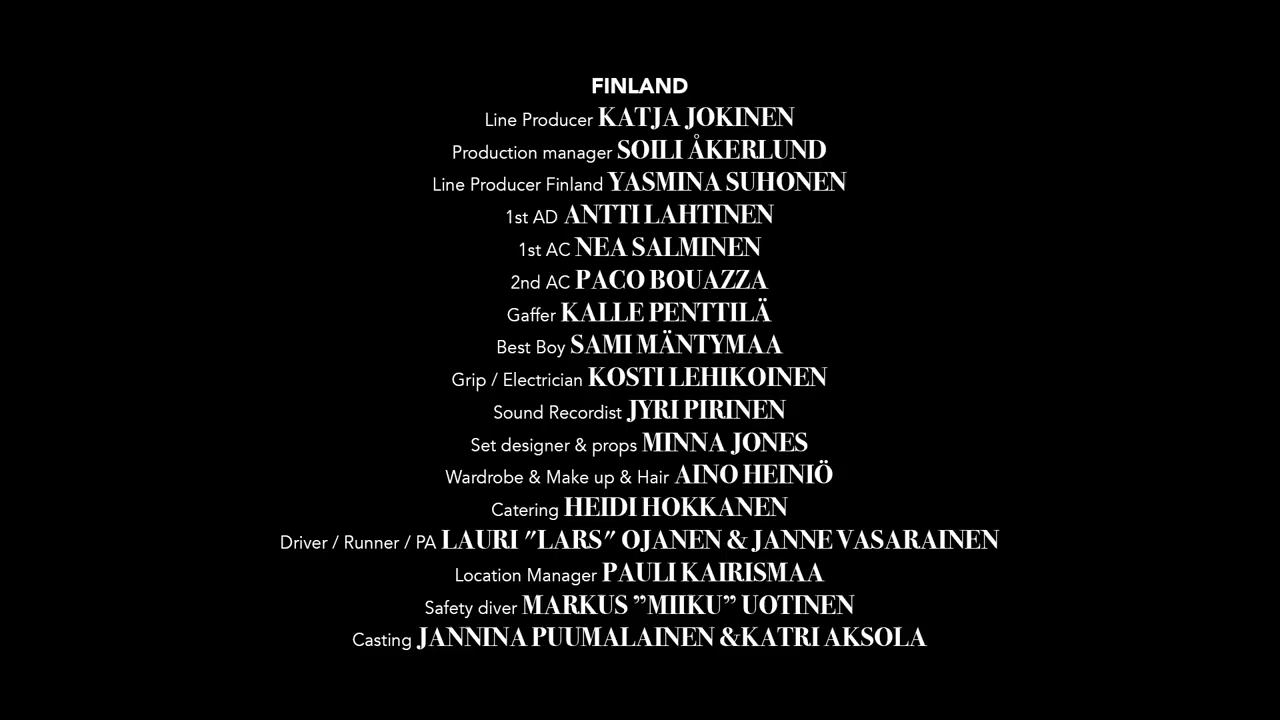 FINLAND
Line Producer KATJA JOKINEN
Production manager SOILI ÅKERLUND
Line Producer Finland YASMINA SUHONEN
1st AD ANTTI LAHTINEN
1st AC NEA SALMINEN
2nd AC PACO BOUAZZA
Gaffer KALLE PENTTILÄ
Best Boy SAMI MÄNTYMAA
Grip / Electrician KOSTI LEHIKOINEN
Sound Recordist JYRI PIRINEN
Set designer & props MINNA JONES
Wardrobe & Make up & Hair AINO HEINIÖ
Catering HEIDI HOKKANEN
Driver / Runner / PA LAURI "LARS" OJANEN & JANNE VASARAINEN
Location Manager PAULI KAIRISMAA
Safety diver MARKUS ”MIIKU” UOTINEN
Casting JANNINA PUUMALAINEN &KATRI AKSOLA